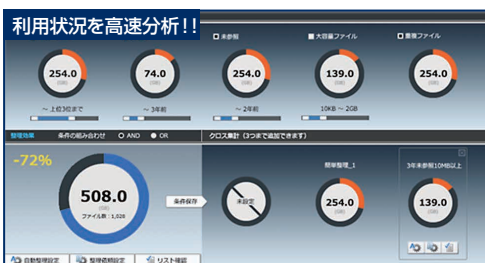 利用状況を高速分析!!
未参照 大容量ファイル 重複ファイル
254.0 74.0 254.0 139.0 254.0
(GB) (GB) (GB) (GB) (GB)
～ 上位3位まで ～ 3年前 ～ 2年前 10KB ～ 2GB
整理効果 条件の組み合わせ AND OR クロス集計（3つまで追加できます）
-72%
簡単整理_1 3年未参照10MB以上
508.0
(GB)
ファイル数：1,020
条件保存
未設定
254.0 139.0
(GB) (GB)
自動整理設定 整理依頼設定 リスト確認